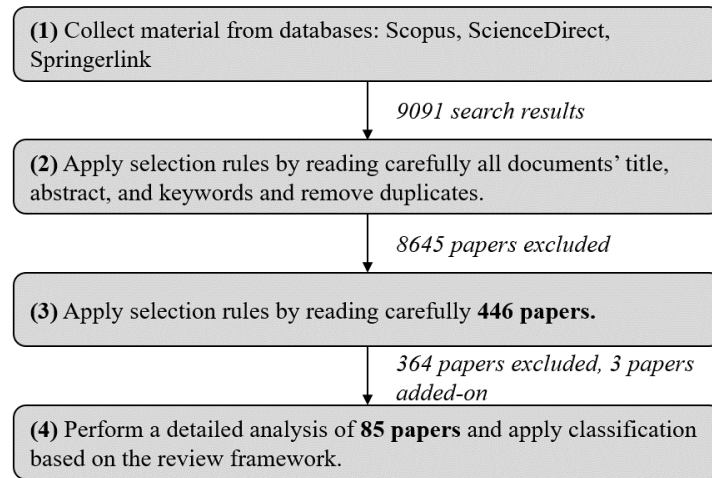 (1) Collect material from databases: Scopus, ScienceDirect,
Springerlink
9091 search results
(2) Apply selection rules by reading carefully all documents’ title,
abstract, and keywords and remove duplicates.
8645 papers excluded
(3) Apply selection rules by reading carefully 446 papers.
364 papers excluded, 3 papers
added-on
(4) Perform a detailed analysis of 85 papers and apply classification
based on the review framework.